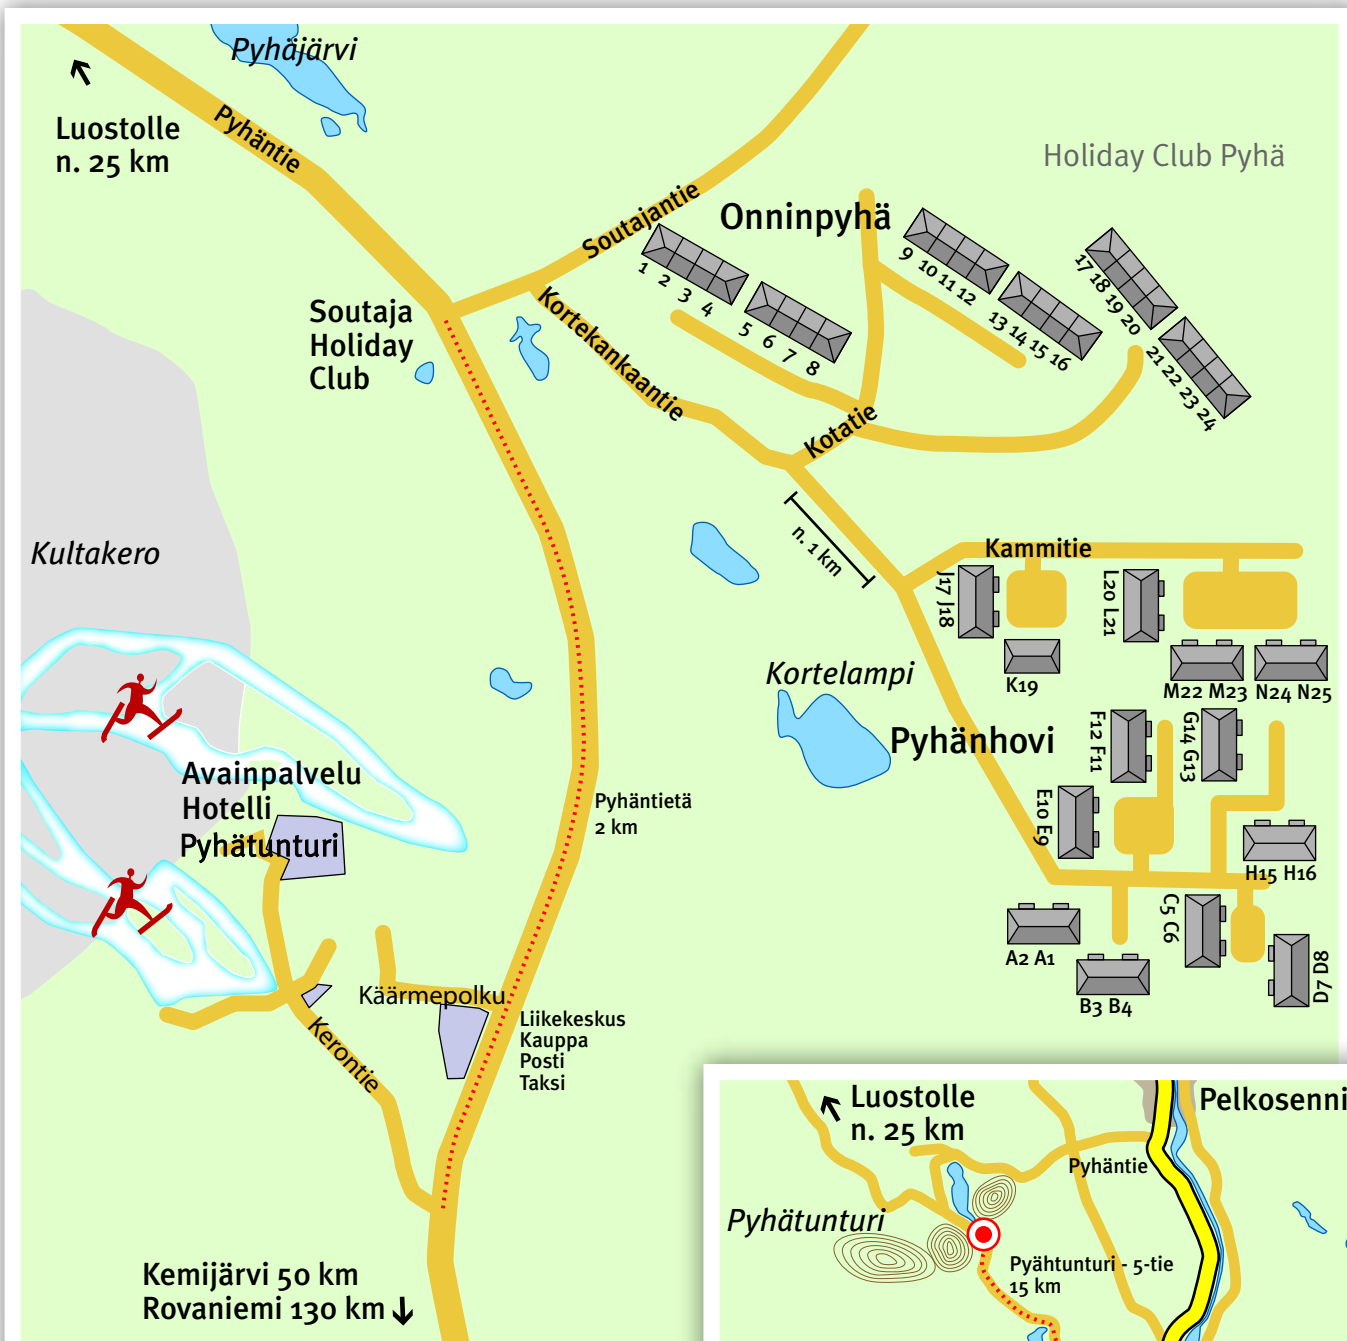 Pyhäjärvi
Luostolle
n. 25 km
Pyhäntie
Holiday Club Pyhä
Soutajantie
Onninpyhä
1 2 3 4
5 6 7 8
9 10 11 12
13 14 15 16
17 18 19 20
21 22 23 24
Soutaja
Holiday
Club
Kortekankaantie
Kotatie
n. 1 km
Kultakero
Kammitie
J17 J18
L20 L21
K19
M22 M23
N24 N25
Kortelampi
Pyhänhovi
F12 F11
G14 G13
E10 E9
H15 H16
C5 C6
A2 A1
B3 B4
D7 D8
Avainpalvelu
Hotelli
Pyhätunturi
Pyhäntietä
2 km
Käärmepolku
Liikekeskus
Kauppa
Posti
Taksi
Kerontie
Kemijärvi 50 km
Rovaniemi 130 km
Luostolle
n. 25 km
Pelkosenni
Pyhäntie
Pyhätunturi
Pyähtunturi - 5-tie
15 km